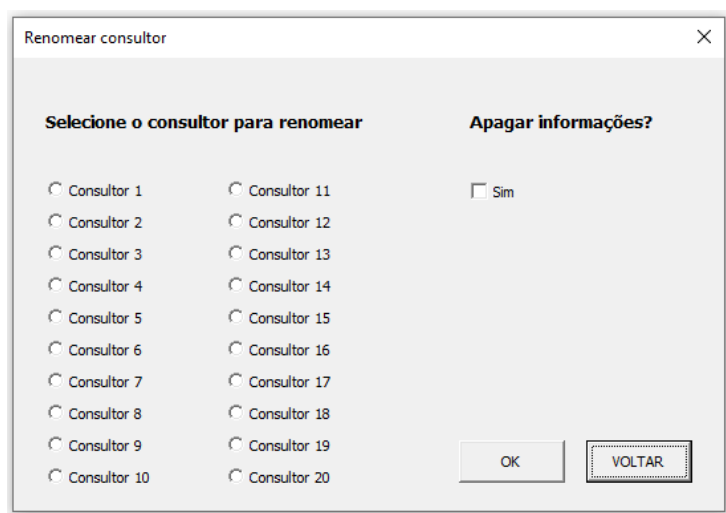 Renomear consultor
Selecione o consultor para renomear
Apagar informações?
Consultor 1
Consultor 2
Consultor 3
Consultor 4
Consultor 5
Consultor 6
Consultor 7
Consultor 8
Consultor 9
Consultor 10
Consultor 11
Consultor 12
Consultor 13
Consultor 14
Consultor 15
Consultor 16
Consultor 17
Consultor 18
Consultor 19
Consultor 20
Sim
OK
VOLTAR